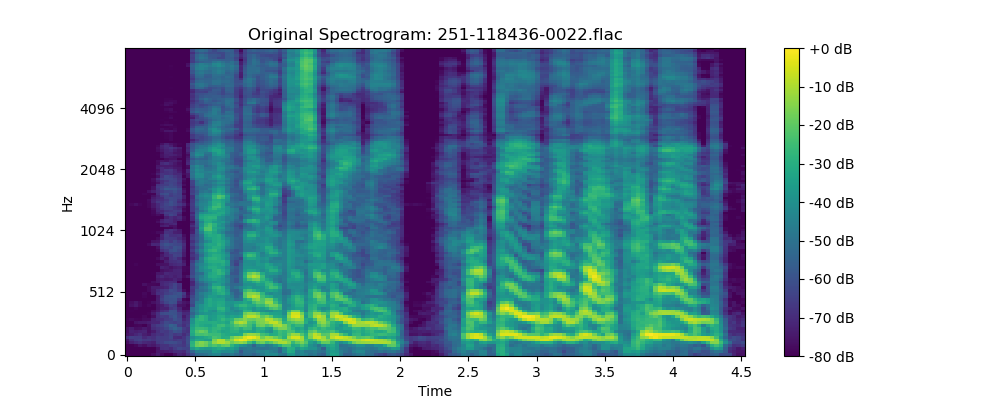 Original Spectrogram: 251-118436-0022.flac
Hz
4096
2048
1024
512
0
0 0.5 1 1.5 2 2.5 3 3.5 4 4.5
Time
+0 dB
-10 dB
-20 dB
-30 dB
-40 dB
-50 dB
-60 dB
-70 dB
-80 dB